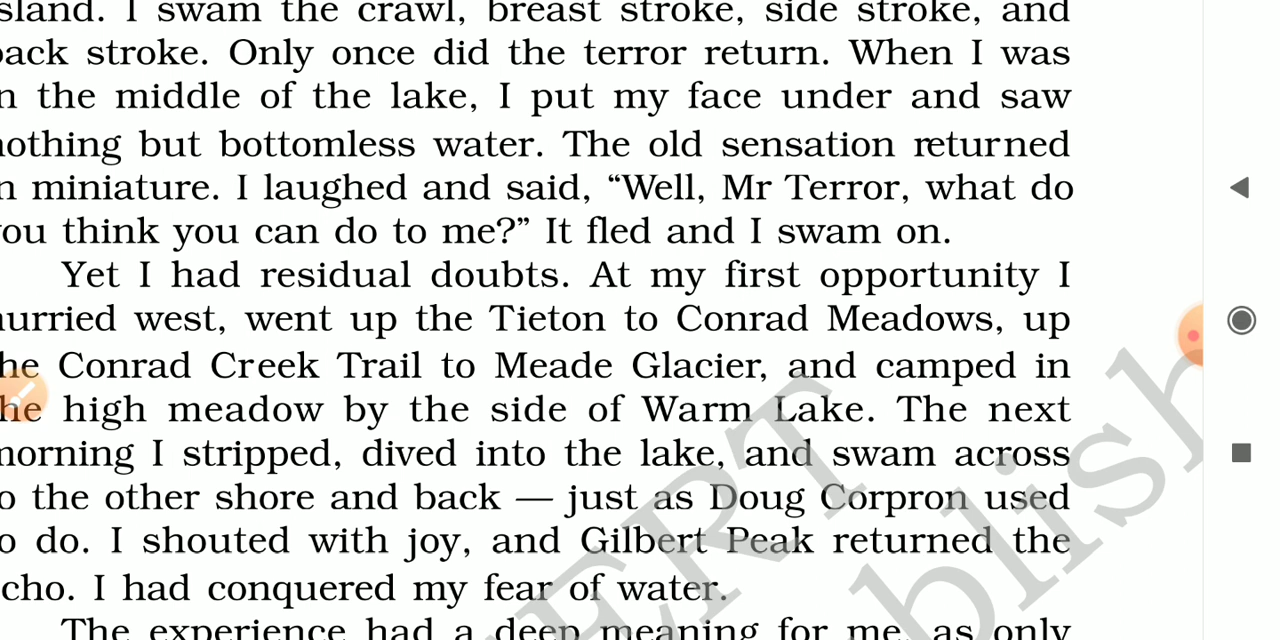 sland. I swam the crawl, breast stroke, side stroke, and
back stroke. Only once did the terror return. When I was
n the middle of the lake, I put my face under and saw
nothing but bottomless water. The old sensation returned
n miniature. I laughed and said, “Well, Mr Terror, what do
you think you can do to me?” It fled and I swam on.
Yet I had residual doubts. At my first opportunity I
hurried west, went up the Tieton to Conrad Meadows, up
he Conrad Creek Trail to Meade Glacier, and camped in
he high meadow by the side of Warm Lake. The next
morning I stripped, dived into the lake, and swam across
o the other shore and back — just as Doug Corpron used
o do. I shouted with joy, and Gilbert Peak returned the
cho. I had conquered my fear of water.
The experience had a deep meaning for me, as only
ERT
blish